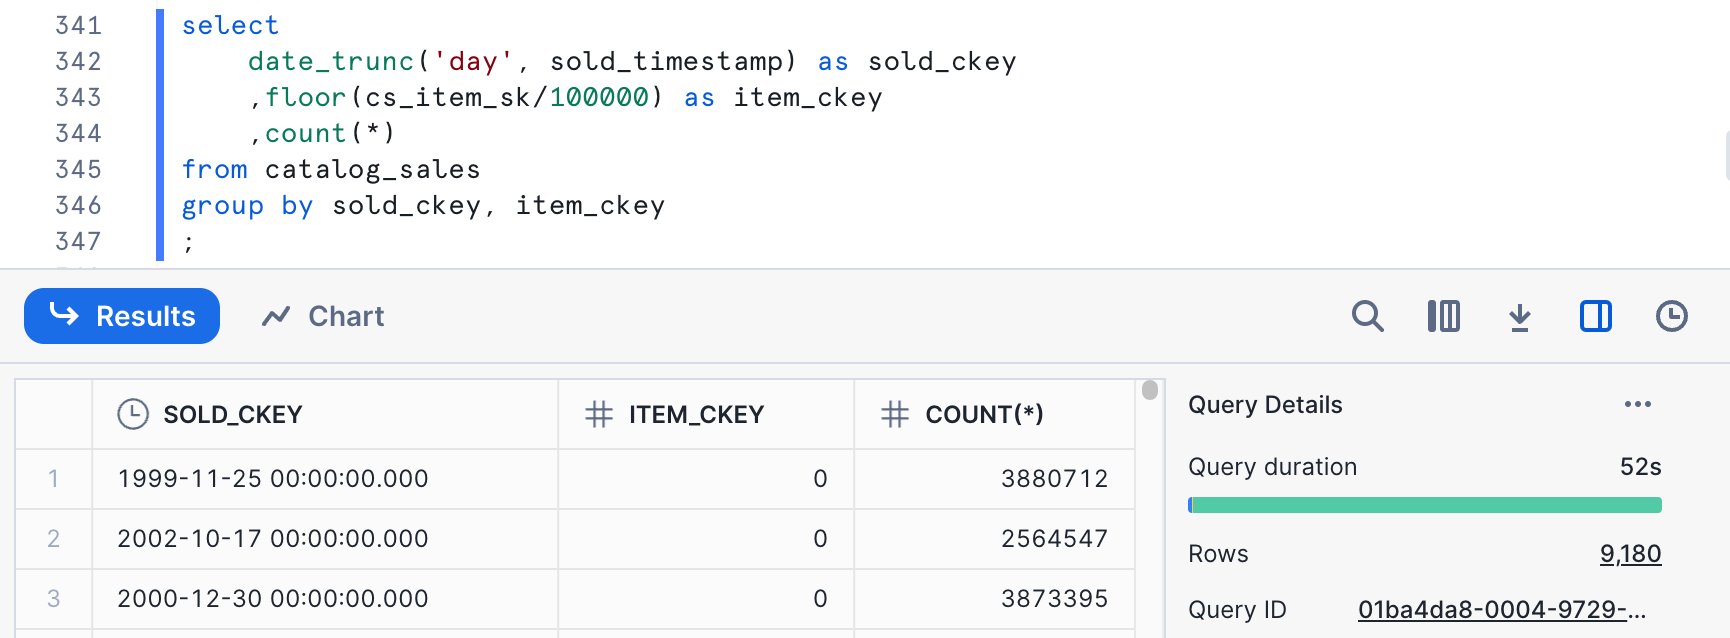 341 select
342 date_trunc('day', sold_timestamp) as sold_ckey
343 ,floor(cs_item_sk/100000) as item_ckey
344 ,count(*)
345 from catalog_sales
346 group by sold_ckey, item_ckey
347 ;
Results Chart
SOLD_CKEY ITEM_CKEY COUNT(*)
1 1999-11-25 00:00:00.000 0 3880712
2 2002-10-17 00:00:00.000 0 2564547
3 2000-12-30 00:00:00.000 0 3873395
Query Details ...
Query duration 52s
Rows 9,180
Query ID 01ba4da8-0004-9729-...